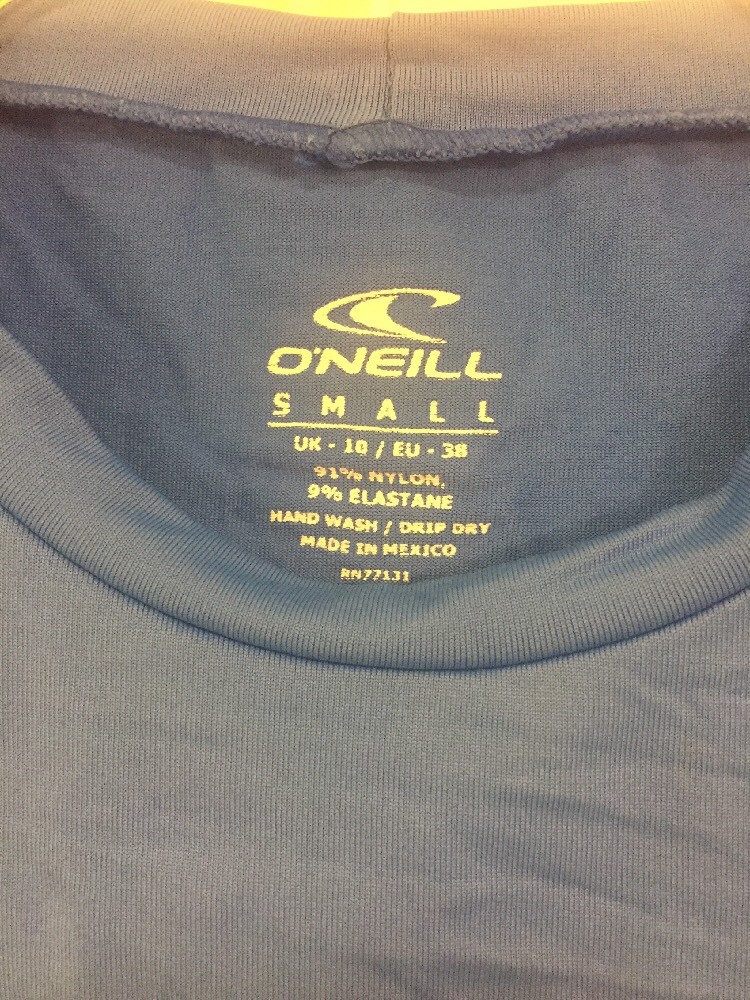 O'NEILL
SMALL
UK - 10 / EU - 38
91% NYLON,
9% ELASTANE
HAND WASH / DRIP DRY
MADE IN MEXICO
RN77131